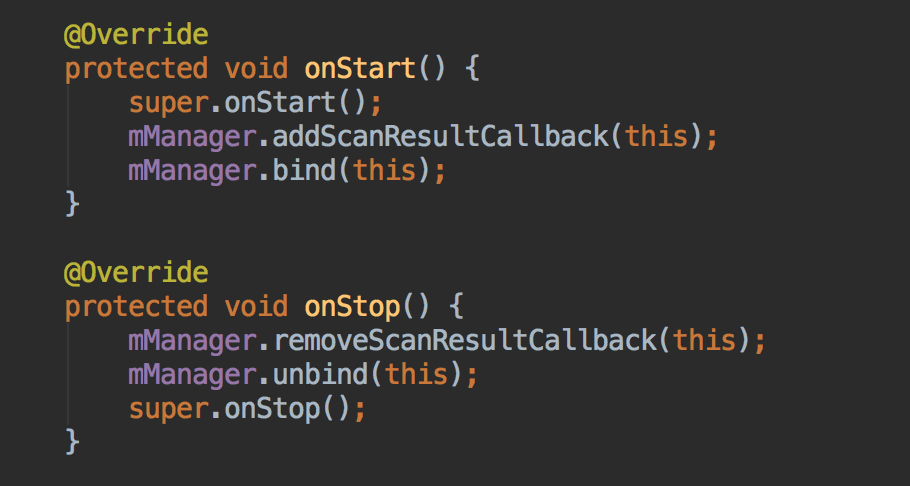 @Override
protected void onStart() {
super.onStart();
mManager.addScanResultCallback(this);
mManager.bind(this);
}
@Override
protected void onStop() {
mManager.removeScanResultCallback(this);
mManager.unbind(this);
super.onStop();
}